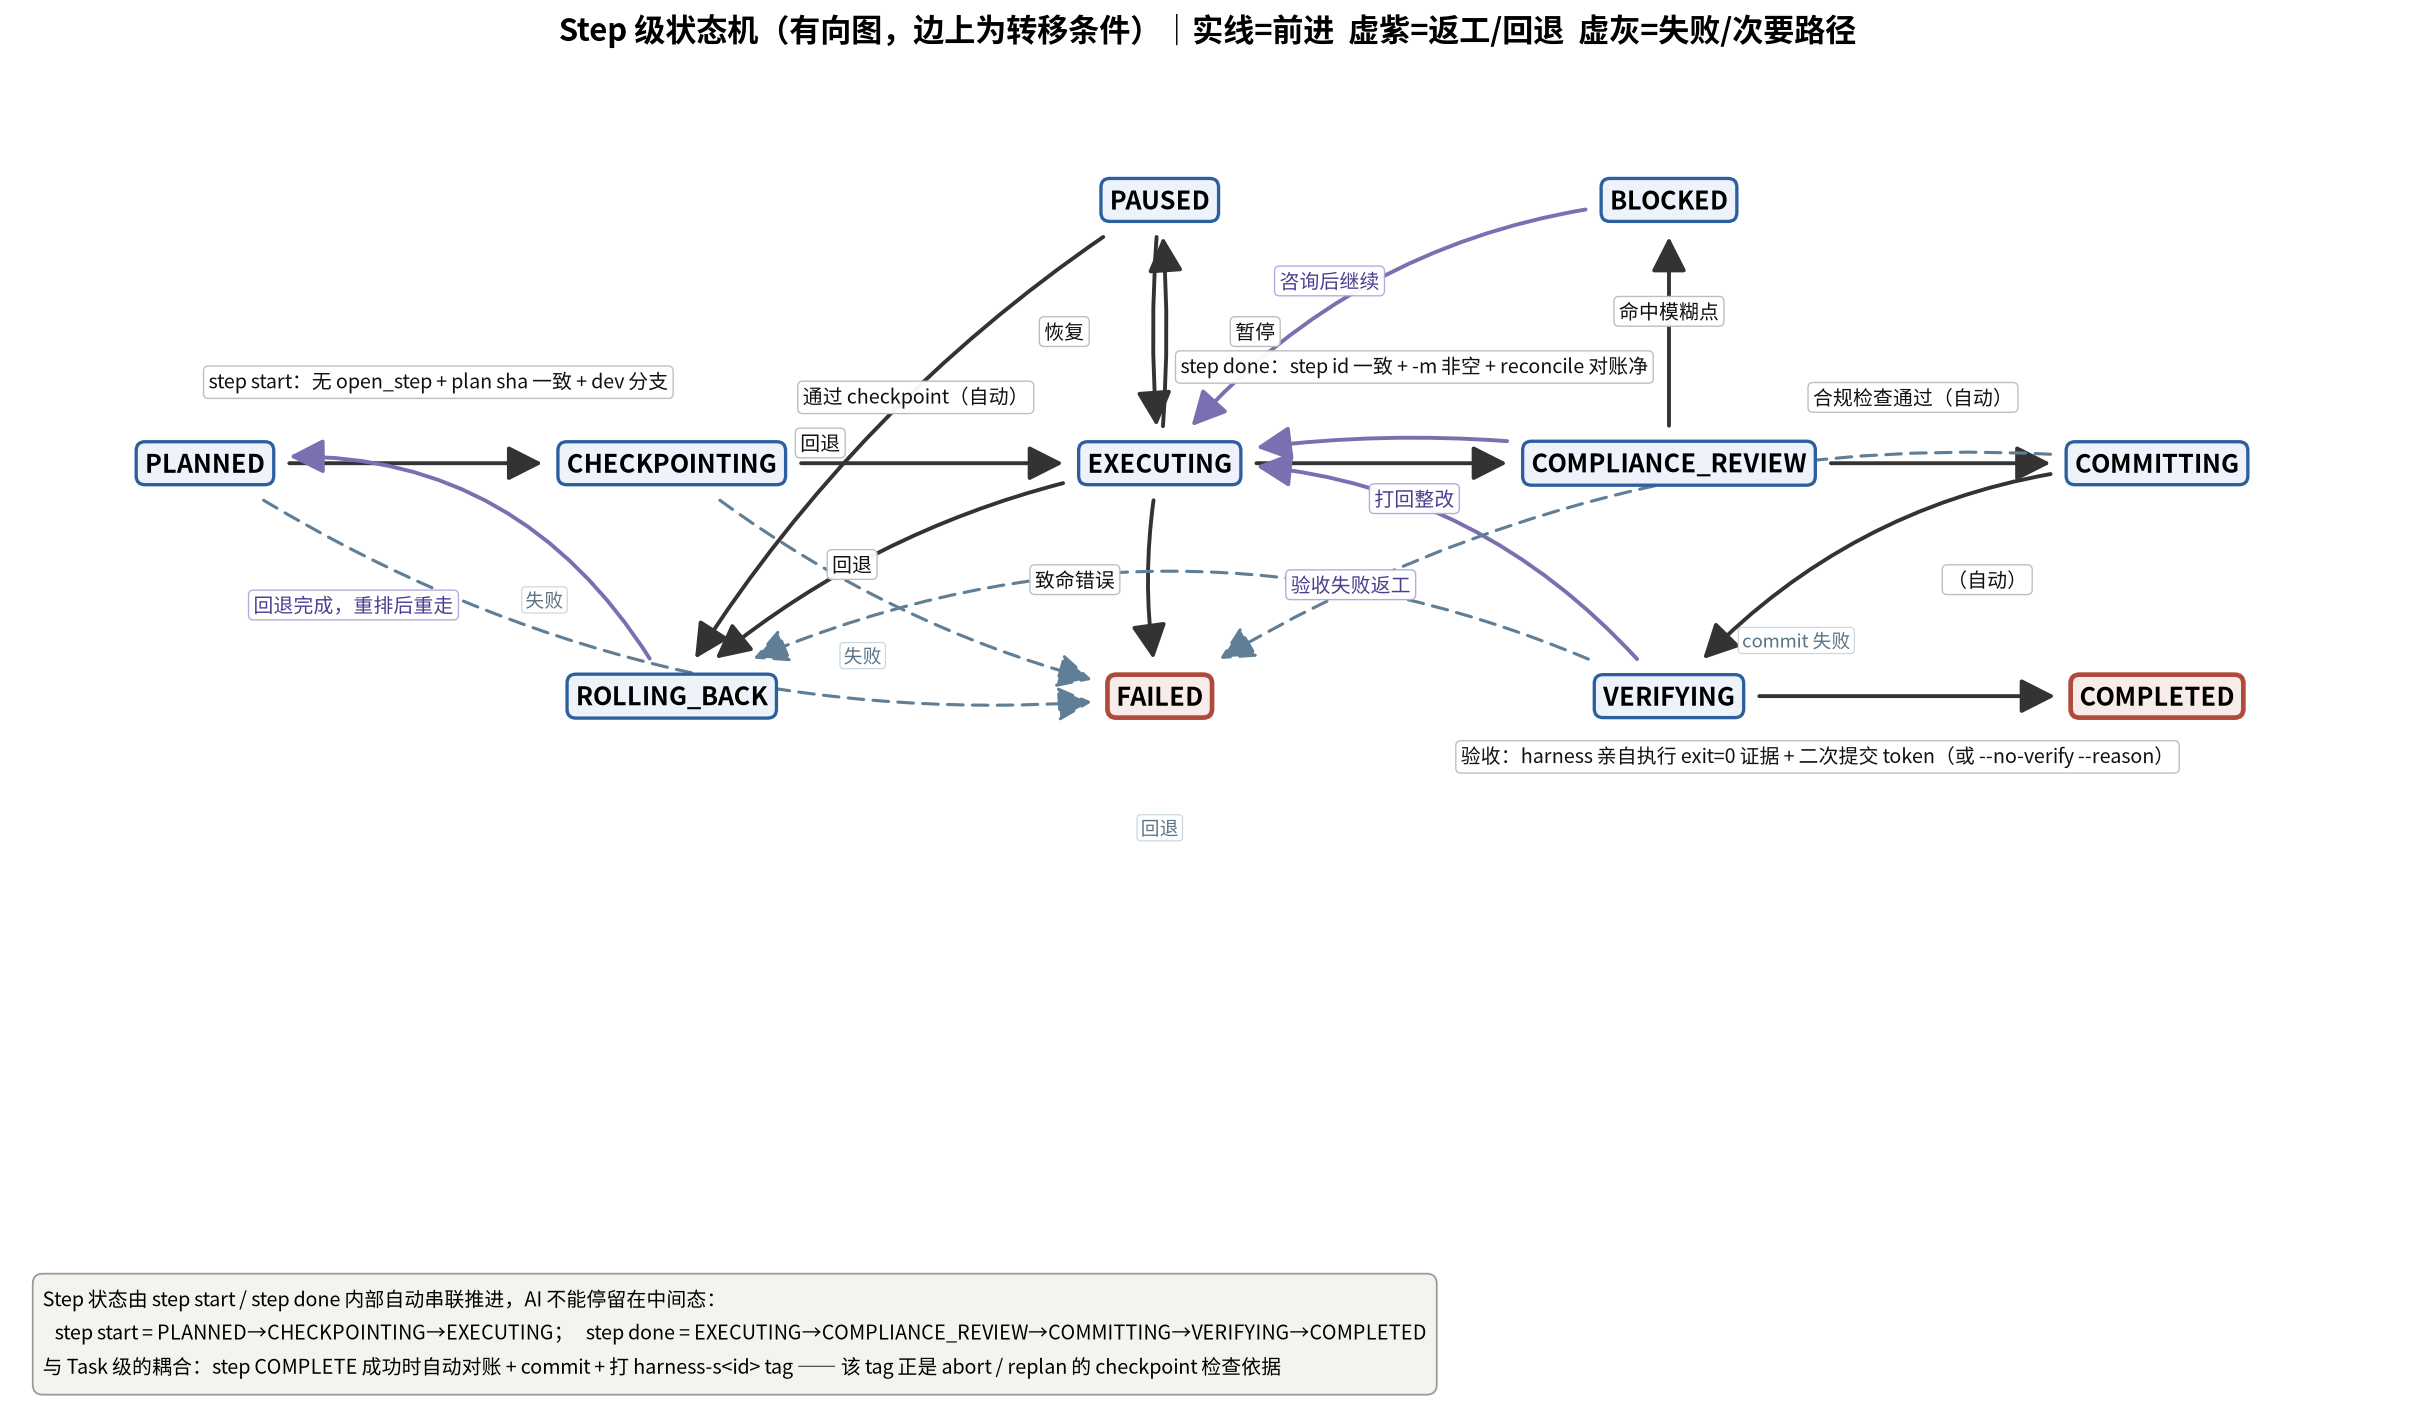 Step 级状态机（有向图，边上为转移条件）｜实线=前进 虚紫=返工/回退 虚灰=失败/次要路径
PAUSED
BLOCKED
咨询后继续
命中模糊点
恢复
暂停
step done：step id 一致 + -m 非空 + reconcile 对账净
step start：无 open_step + plan sha 一致 + dev 分支
通过 checkpoint（自动）
合规检查通过（自动）
回退
PLANNED
CHECKPOINTING
EXECUTING
COMPLIANCE_REVIEW
COMMITTING
打回整改
回退
致命错误
验收失败返工
（自动）
回退完成，重排后重走
失败
失败
commit 失败
ROLLING_BACK
FAILED
VERIFYING
COMPLETED
验收：harness 亲自执行 exit=0 证据 + 二次提交 token（或 --no-verify --reason）
回退
Step 状态由 step start / step done 内部自动串联推进，AI 不能停留在中间态：
step start = PLANNED→CHECKPOINTING→EXECUTING； step done = EXECUTING→COMPLIANCE_REVIEW→COMMITTING→VERIFYING→COMPLETED
与 Task 级的耦合：step COMPLETE 成功时自动对账 + commit + 打 harness-s<id> tag —— 该 tag 正是 abort / replan 的 checkpoint 检查依据